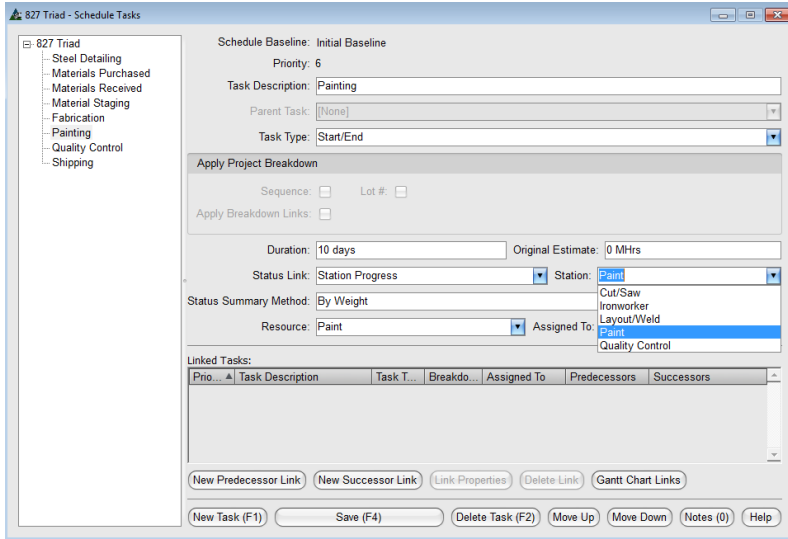 827 Triad - Schedule Tasks
827 Triad
Steel Detailing
Materials Purchased
Materials Received
Material Staging
Fabrication
Painting
Quality Control
Shipping
Schedule Baseline: Initial Baseline
Priority: 6
Task Description: Painting
Parent Task: [None]
Task Type: Start/End
Apply Project Breakdown
Sequence: Lot #:
Apply Breakdown Links:
Duration: 10 days Original Estimate: 0 MHrs
Status Link: Station Progress Station: Paint
Cut/Saw
Ironworker
Layout/Weld
Paint
Quality Control
Status Summary Method: By Weight
Resource: Paint Assigned To:
Linked Tasks:
Prio... Task Description Task T... Breakdo... Assigned To Predecessors Successors
New Predecessor Link New Successor Link Link Properties Delete Link Gantt Chart Links
New Task (F1) Save (F4) Delete Task (F2) Move Up Move Down Notes (0) Help